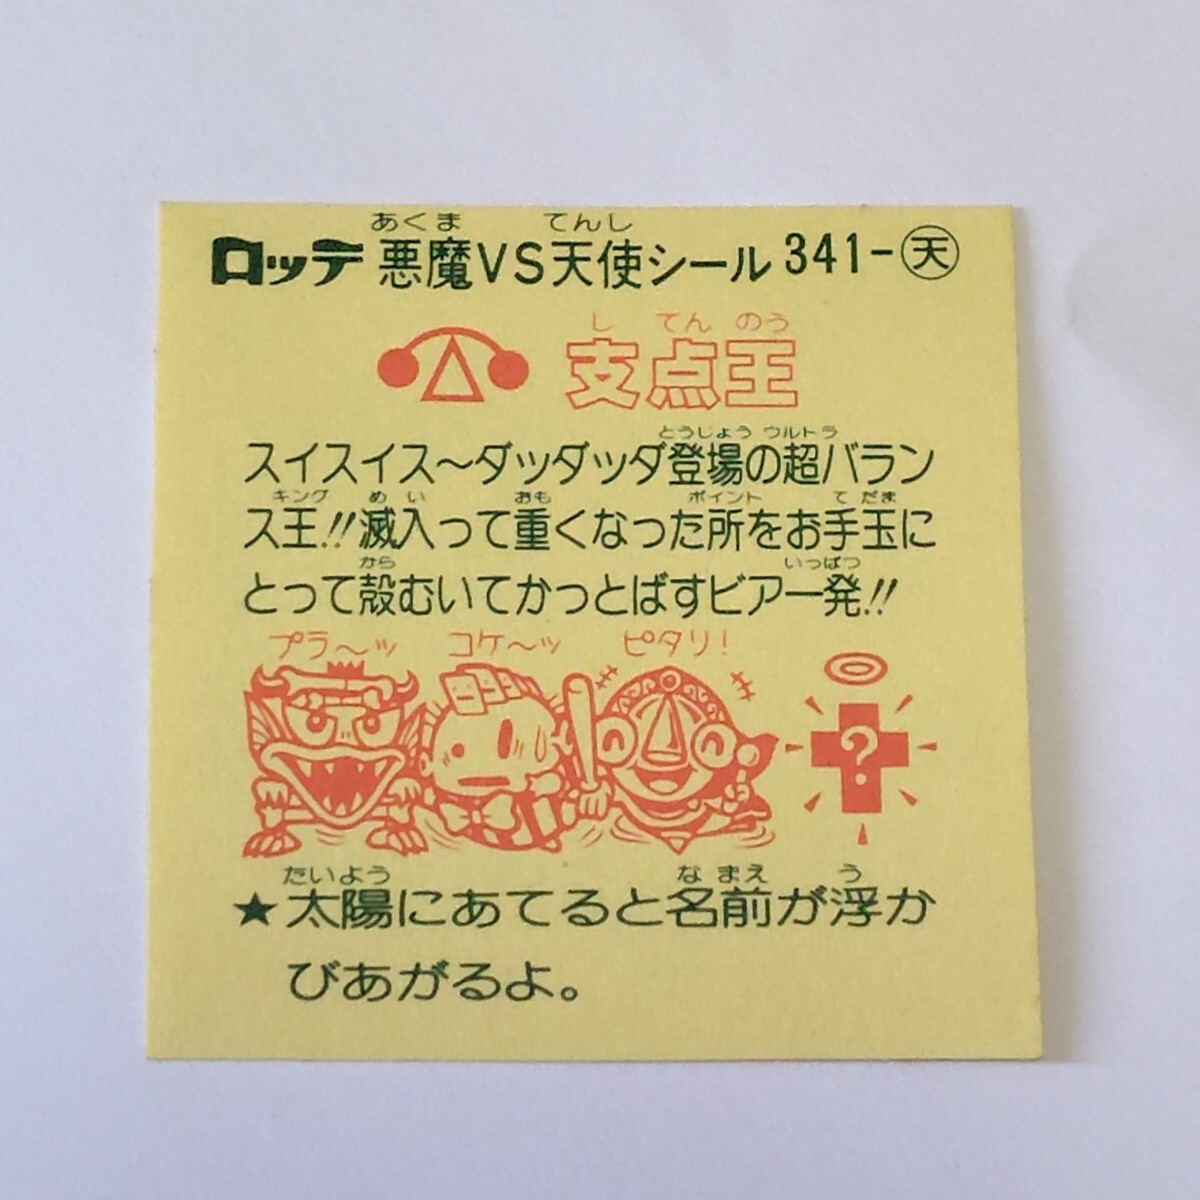 あくま てんし
ロッテ 悪魔VS天使シール 341-天
し てん のう
支点王
とうじょう ウルトラ
スイスイス〜ダッダッダ登場の超バラン
キング めい おも ポイント てだま
ス王!!滅入って重くなった所をお手玉に
から いっぱつ
とって殻むいてかっとばすビアー発!!
プラ〜ッ コケ〜ッ ピタリ!
?
たいよう なまえ う
★太陽にあてると名前が浮か
びあがるよ。